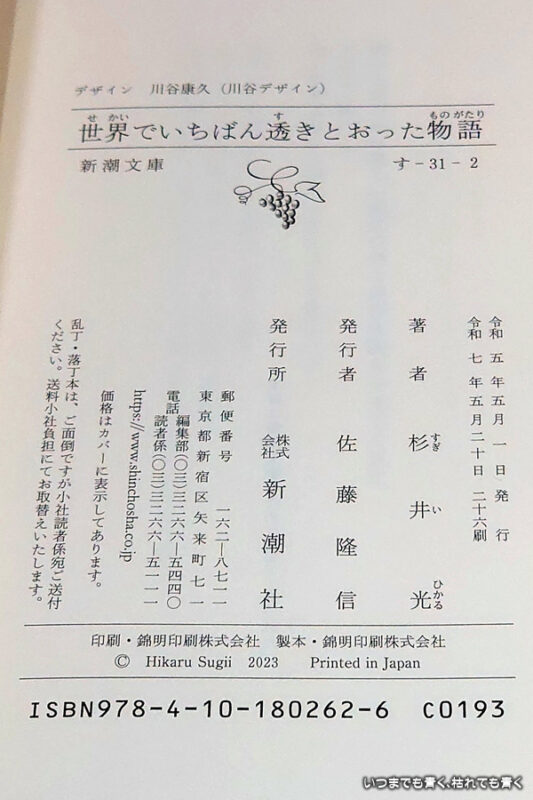 デザイン　川谷康久（川谷デザイン）
世界でいちばん透きとおった物語
新潮文庫　す-31-2
令和五年五月一日発行
令和七年五月二十日二十六刷
著者　杉井光
発行者　佐藤隆信
発行所　株式会社新潮社
郵便番号　一六二―八七一一
東京都新宿区矢来町七一
電話　編集部（〇三）三二六六―五四四〇
読者係（〇三）三二六六―五一一一
https://www.shinchosha.co.jp
価格はカバーに表示してあります。
乱丁・落丁本は、ご面倒ですが小社読者係宛ご送付
ください。送料小社負担にてお取替えいたします。
印刷・錦明印刷株式会社　製本・錦明印刷株式会社
© Hikaru Sugii 2023　Printed in Japan
ISBN978-4-10-180262-6 C0193
いつまでも青く、枯れても青く